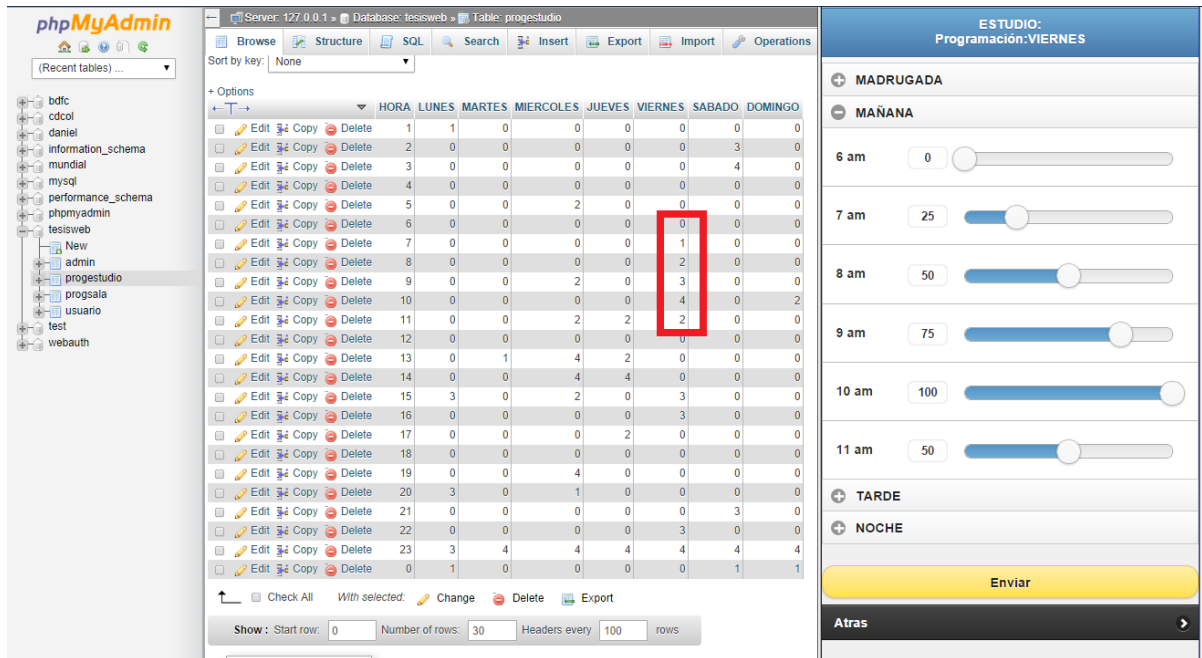 phpMyAdmin
(Recent tables) ...
bdfc
cdcol
daniel
information_schema
mundial
mysql
performance_schema
phpmyadmin
tesisweb
New
admin
progestudio
progsala
usuario
test
webauth
Server: 127.0.0.1 » Database: tesisweb » Table: progestudio
Browse Structure SQL Search Insert Export Import Operations
Sort by key: None
+ Options
HORA LUNES MARTES MIERCOLES JUEVES VIERNES SABADO DOMINGO
Edit Copy Delete 1 1 0 0 0 0 0 0
Edit Copy Delete 2 0 0 0 0 0 3 0
Edit Copy Delete 3 0 0 0 0 0 4 0
Edit Copy Delete 4 0 0 0 0 0 0 0
Edit Copy Delete 5 0 0 2 0 0 0 0
Edit Copy Delete 6 0 0 0 0 0 0 0
Edit Copy Delete 7 0 0 0 0 1 0 0
Edit Copy Delete 8 0 0 0 0 2 0 0
Edit Copy Delete 9 0 0 2 0 3 0 0
Edit Copy Delete 10 0 0 0 0 4 0 2
Edit Copy Delete 11 0 0 2 2 2 0 0
Edit Copy Delete 12 0 0 0 0 0 0 0
Edit Copy Delete 13 0 1 4 2 0 0 0
Edit Copy Delete 14 0 0 4 4 0 0 0
Edit Copy Delete 15 3 0 2 0 3 0 0
Edit Copy Delete 16 0 0 0 0 3 0 0
Edit Copy Delete 17 0 0 0 2 0 0 0
Edit Copy Delete 18 0 0 0 0 0 0 0
Edit Copy Delete 19 0 0 4 0 0 0 0
Edit Copy Delete 20 3 0 1 0 0 0 0
Edit Copy Delete 21 0 0 0 0 0 3 0
Edit Copy Delete 22 0 0 0 0 3 0 0
Edit Copy Delete 23 3 4 4 4 4 4 4
Edit Copy Delete 0 1 0 0 0 0 1 1
Check All With selected: Change Delete Export
Show : Start row: 0 Number of rows: 30 Headers every 100 rows
ESTUDIO:
Programación:VIERNES
MADRUGADA
MAÑANA
6 am 0
7 am 25
8 am 50
9 am 75
10 am 100
11 am 50
TARDE
NOCHE
Enviar
Atras